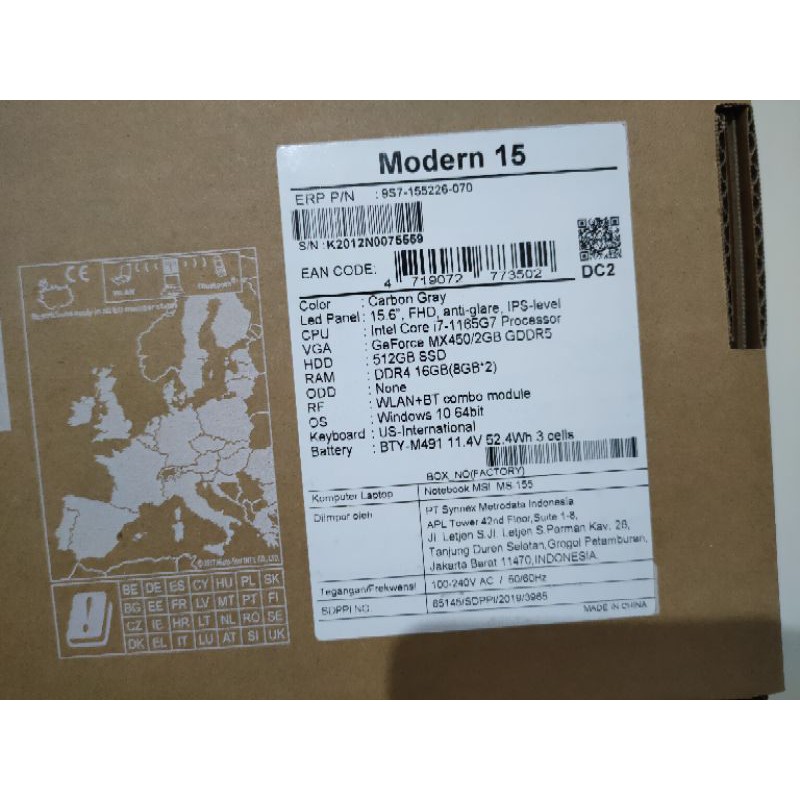 Modern 15
ERP P/N : 9S7-155226-070
S/N : K2012N0075559
EAN CODE: 4 719072 773502
DC2
Color : Carbon Gray
Led Panel : 15.6", FHD, anti-glare, IPS-level
CPU : Intel Core i7-1165G7 Processor
VGA : GeForce MX450/2GB GDDR5
HDD : 512GB SSD
RAM : DDR4 16GB(8GB*2)
ODD : None
RF : WLAN+BT combo module
OS : Windows 10 64bit
Keyboard : US-International
Battery : BTY-M491 11.4V 52.4Wh 3 cells
BOX_NO(FACTORY)
Komputer Laptop Notebook MSI MS-155
Diimpor oleh PT Synnex Metrodata Indonesia
APL Tower 42nd Floor, Suite 1-8,
Jl. Letjen S.Jl. Letjen S.Parman Kav. 28,
Tanjung Duren Selatan, Grogol Petamburan,
Jakarta Barat 11470, INDONESIA.
Tegangan/Frekwensi 100-240V AC / 50/60Hz
SDPPI NO 65145/SDPPI/2019/3985
MADE IN CHINA
CE
WLAN
BE DE ES CY HU PL SK
BG EE FR LV MT PT FI
CZ IE HR LT NL RO SE
DK EL IT LU AT SI UK